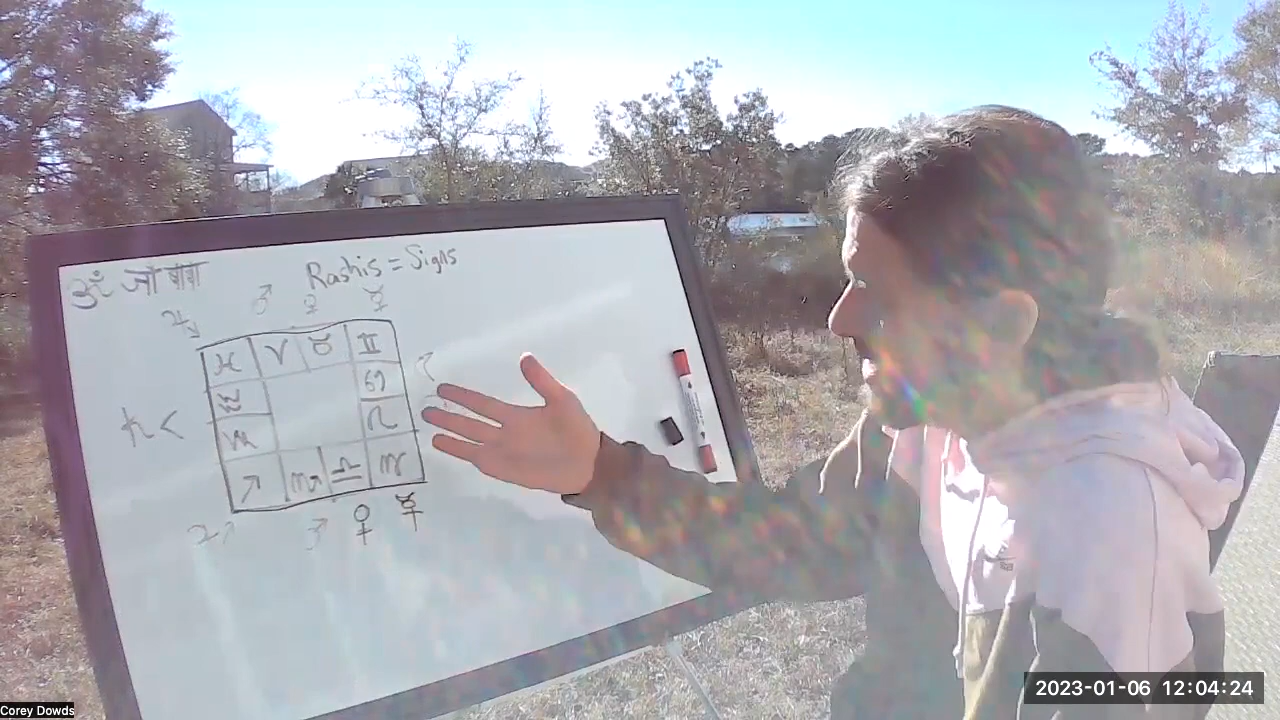 ॐ जो बाबा
Rashis = Signs
♃ ♂ ♀ ☿
♓ ♈ ♉ ♊
♋
♒ ♌
♄ <
♑
♐ ♏ ♎ ♍
♃ ♂ ♀ ☿
Corey Dowds
2023-01-06 12:04:24